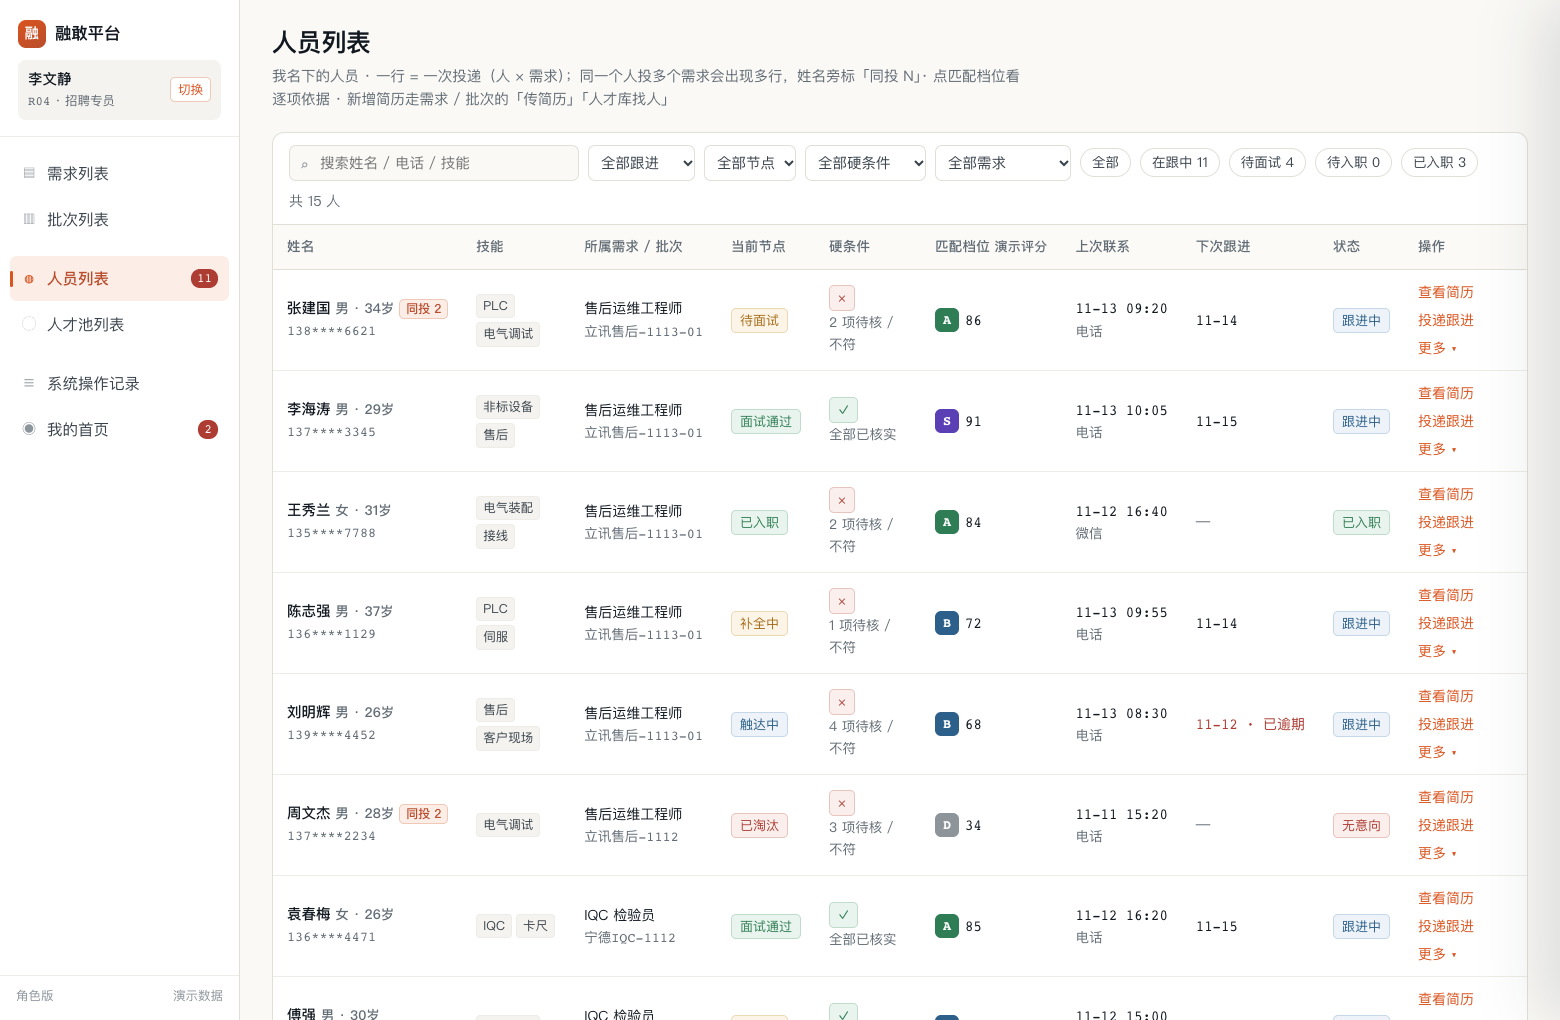 融 融敢平台
李文静
R04 · 招聘专员
切换
需求列表
批次列表
人员列表 11
人才池列表
系统操作记录
我的首页 2
角色版 演示数据
人员列表
我名下的人员 · 一行 = 一次投递（人 × 需求）；同一个人投多个需求会出现多行，姓名旁标「同投 N」· 点匹配档位看
逐项依据 · 新增简历走需求 / 批次的「传简历」「人才库找人」
搜索姓名 / 电话 / 技能 全部跟进 全部节点 全部硬条件 全部需求 全部 在跟中 11 待面试 4 待入职 0 已入职 3
共 15 人
姓名 技能 所属需求 / 批次 当前节点 硬条件 匹配档位 演示评分 上次联系 下次跟进 状态 操作
张建国 男 · 34岁 同投 2
138****6621
PLC
电气调试
售后运维工程师
立讯售后-1113-01
待面试
×
2 项待核 /
不符
A 86
11-13 09:20
电话
11-14
跟进中
查看简历
投递跟进
更多 ▾
李海涛 男 · 29岁
137****3345
非标设备
售后
售后运维工程师
立讯售后-1113-01
面试通过
✓
全部已核实
S 91
11-13 10:05
电话
11-15
跟进中
查看简历
投递跟进
更多 ▾
王秀兰 女 · 31岁
135****7788
电气装配
接线
售后运维工程师
立讯售后-1113-01
已入职
×
2 项待核 /
不符
A 84
11-12 16:40
微信
—
已入职
查看简历
投递跟进
更多 ▾
陈志强 男 · 37岁
136****1129
PLC
伺服
售后运维工程师
立讯售后-1113-01
补全中
×
1 项待核 /
不符
B 72
11-13 09:55
电话
11-14
跟进中
查看简历
投递跟进
更多 ▾
刘明辉 男 · 26岁
139****4452
售后
客户现场
售后运维工程师
立讯售后-1113-01
触达中
×
4 项待核 /
不符
B 68
11-13 08:30
电话
11-12 · 已逾期
跟进中
查看简历
投递跟进
更多 ▾
周文杰 男 · 28岁 同投 2
137****2234
电气调试
售后运维工程师
立讯售后-1112
已淘汰
×
3 项待核 /
不符
D 34
11-11 15:20
电话
—
无意向
查看简历
投递跟进
更多 ▾
袁春梅 女 · 26岁
136****4471
IQC 卡尺
IQC 检验员
宁德IQC-1112
面试通过
✓
全部已核实
A 85
11-12 16:20
电话
11-15
跟进中
查看简历
投递跟进
更多 ▾
傅强 男 · 30岁
IQC 检验员
✓
11-12 15:00
查看简历